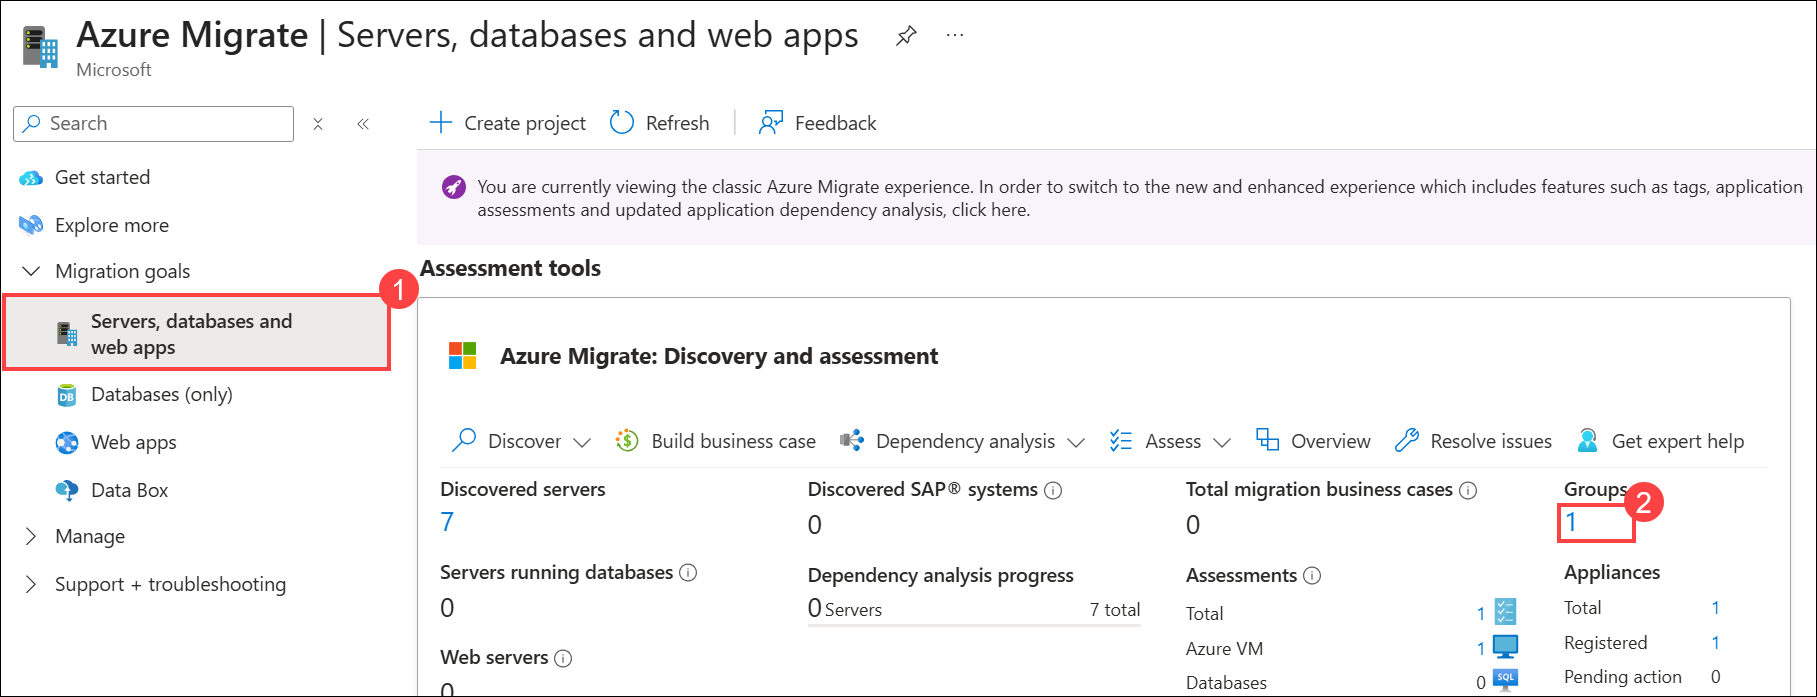 Azure Migrate | Servers, databases and web apps
Microsoft
Search
Get started
Explore more
Migration goals
1
Servers, databases and
web apps
Databases (only)
Web apps
Data Box
Manage
Support + troubleshooting
Create project
Refresh
Feedback
You are currently viewing the classic Azure Migrate experience. In order to switch to the new and enhanced experience which includes features such as tags, application
assessments and updated application dependency analysis, click here.
Assessment tools
Azure Migrate: Discovery and assessment
Discover
Build business case
Dependency analysis
Assess
Overview
Resolve issues
Get expert help
Discovered servers
7
Servers running databases
0
Web servers
0
Discovered SAP® systems
0
Dependency analysis progress
0 Servers 7 total
Total migration business cases
0
Assessments
Total 1
Azure VM 1
Databases 0
SQL
Groups
2
1
Appliances
Total 1
Registered 1
Pending action 0